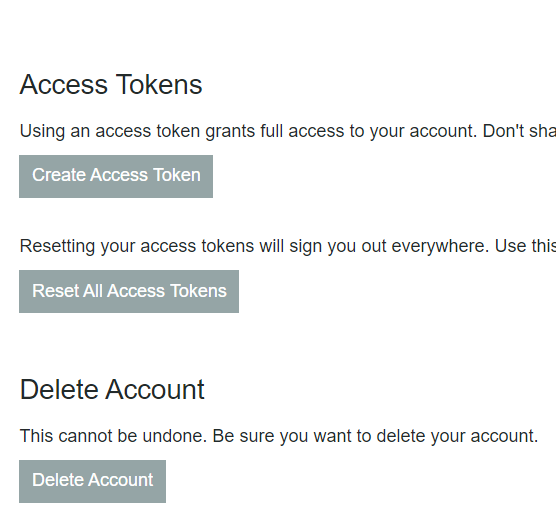 Access Tokens
Using an access token grants full access to your account. Don't sha
Create Access Token
Resetting your access tokens will sign you out everywhere. Use this
Reset All Access Tokens
Delete Account
This cannot be undone. Be sure you want to delete your account.
Delete Account